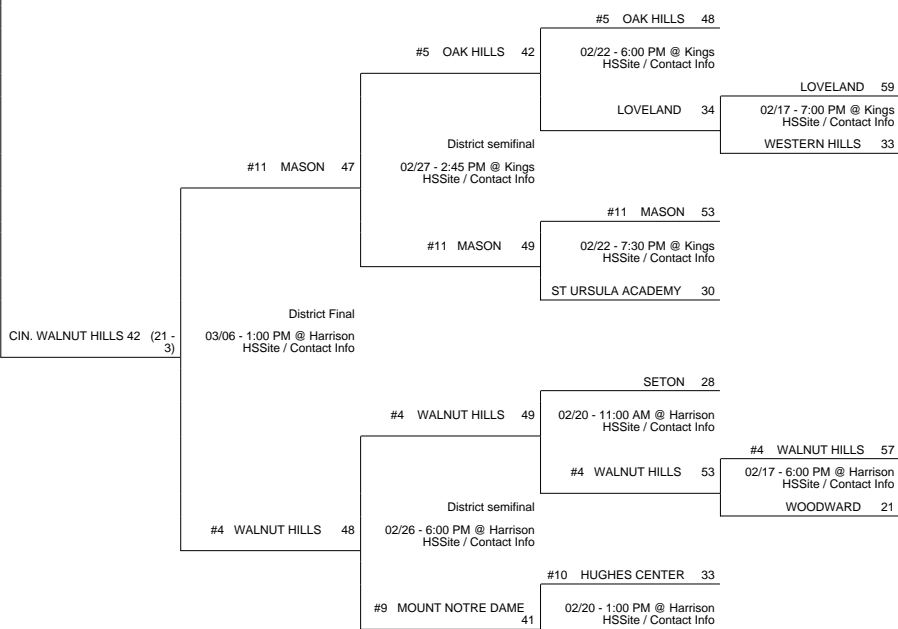 #5 OAK HILLS 48
#5 OAK HILLS 42
02/22 - 6:00 PM @ Kings
HSSite / Contact Info
LOVELAND 59
LOVELAND 34
02/17 - 7:00 PM @ Kings
HSSite / Contact Info
District semifinal
WESTERN HILLS 33
#11 MASON 47
02/27 - 2:45 PM @ Kings
HSSite / Contact Info
#11 MASON 53
#11 MASON 49
02/22 - 7:30 PM @ Kings
HSSite / Contact Info
ST URSULA ACADEMY 30
District Final
CIN. WALNUT HILLS 42 (21 -
3)
03/06 - 1:00 PM @ Harrison
HSSite / Contact Info
SETON 28
#4 WALNUT HILLS 49
02/20 - 11:00 AM @ Harrison
HSSite / Contact Info
#4 WALNUT HILLS 57
#4 WALNUT HILLS 53
02/17 - 6:00 PM @ Harrison
HSSite / Contact Info
District semifinal
WOODWARD 21
#4 WALNUT HILLS 48
02/26 - 6:00 PM @ Harrison
HSSite / Contact Info
#10 HUGHES CENTER 33
#9 MOUNT NOTRE DAME
41
02/20 - 1:00 PM @ Harrison
HSSite / Contact Info